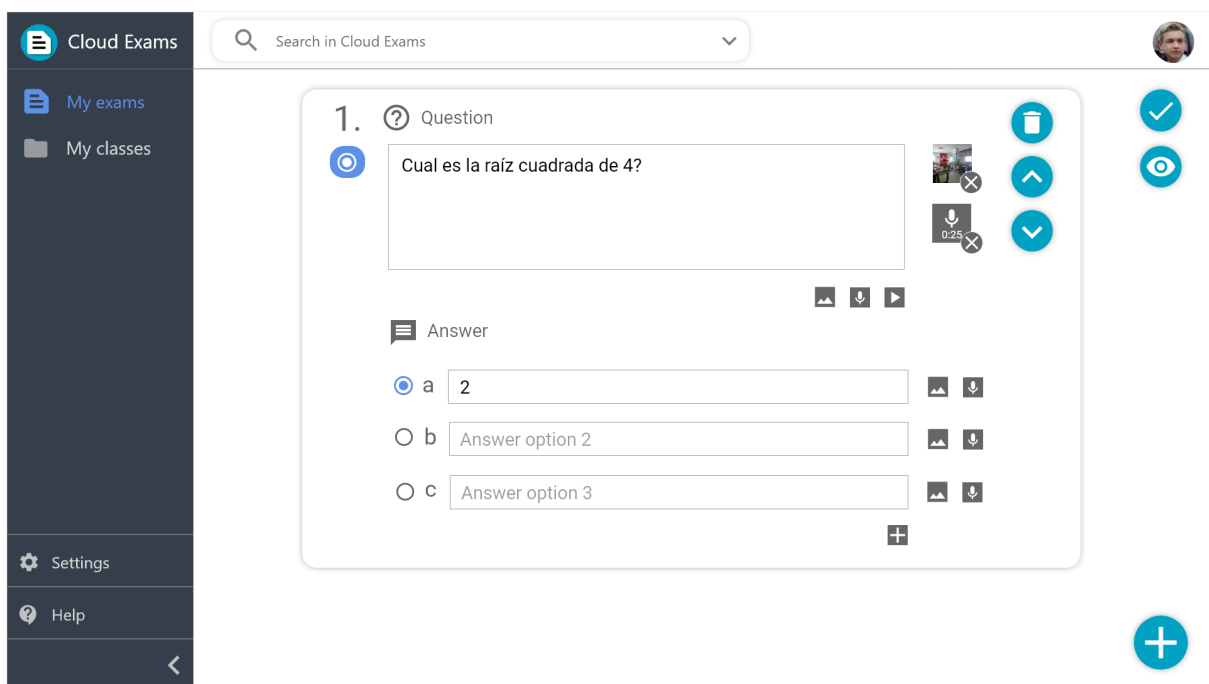 Cloud Exams
Search in Cloud Exams
My exams
My classes
1.
Question
Cual es la raíz cuadrada de 4?
0:25
Answer
a
2
b
Answer option 2
c
Answer option 3
Settings
Help